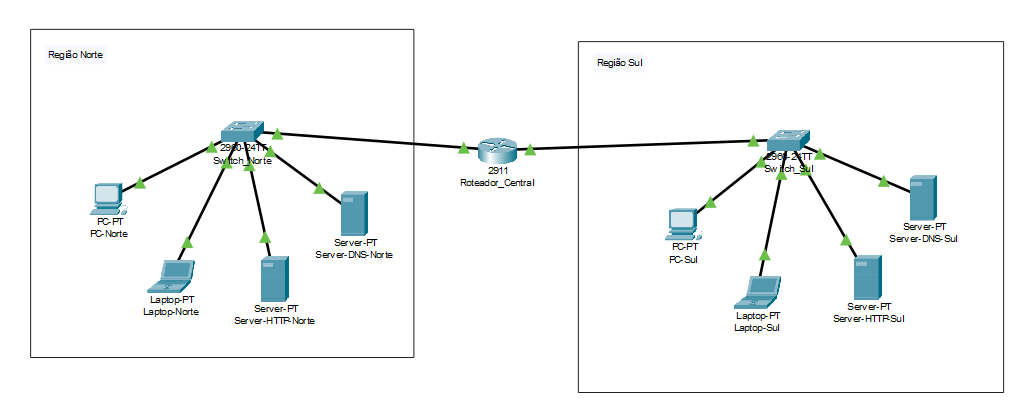 Região Norte
Região Sul
2960-24TT
Switch_Norte
2911
Roteador_Central
2960-24TT
Switch_Sul
PC-PT
PC-Norte
Server-PT
Server-DNS-Norte
Laptop-PT
Laptop-Norte
Server-PT
Server-HTTP-Norte
PC-PT
PC-Sul
Server-PT
Server-DNS-Sul
Laptop-PT
Laptop-Sul
Server-PT
Server-HTTP-Sul